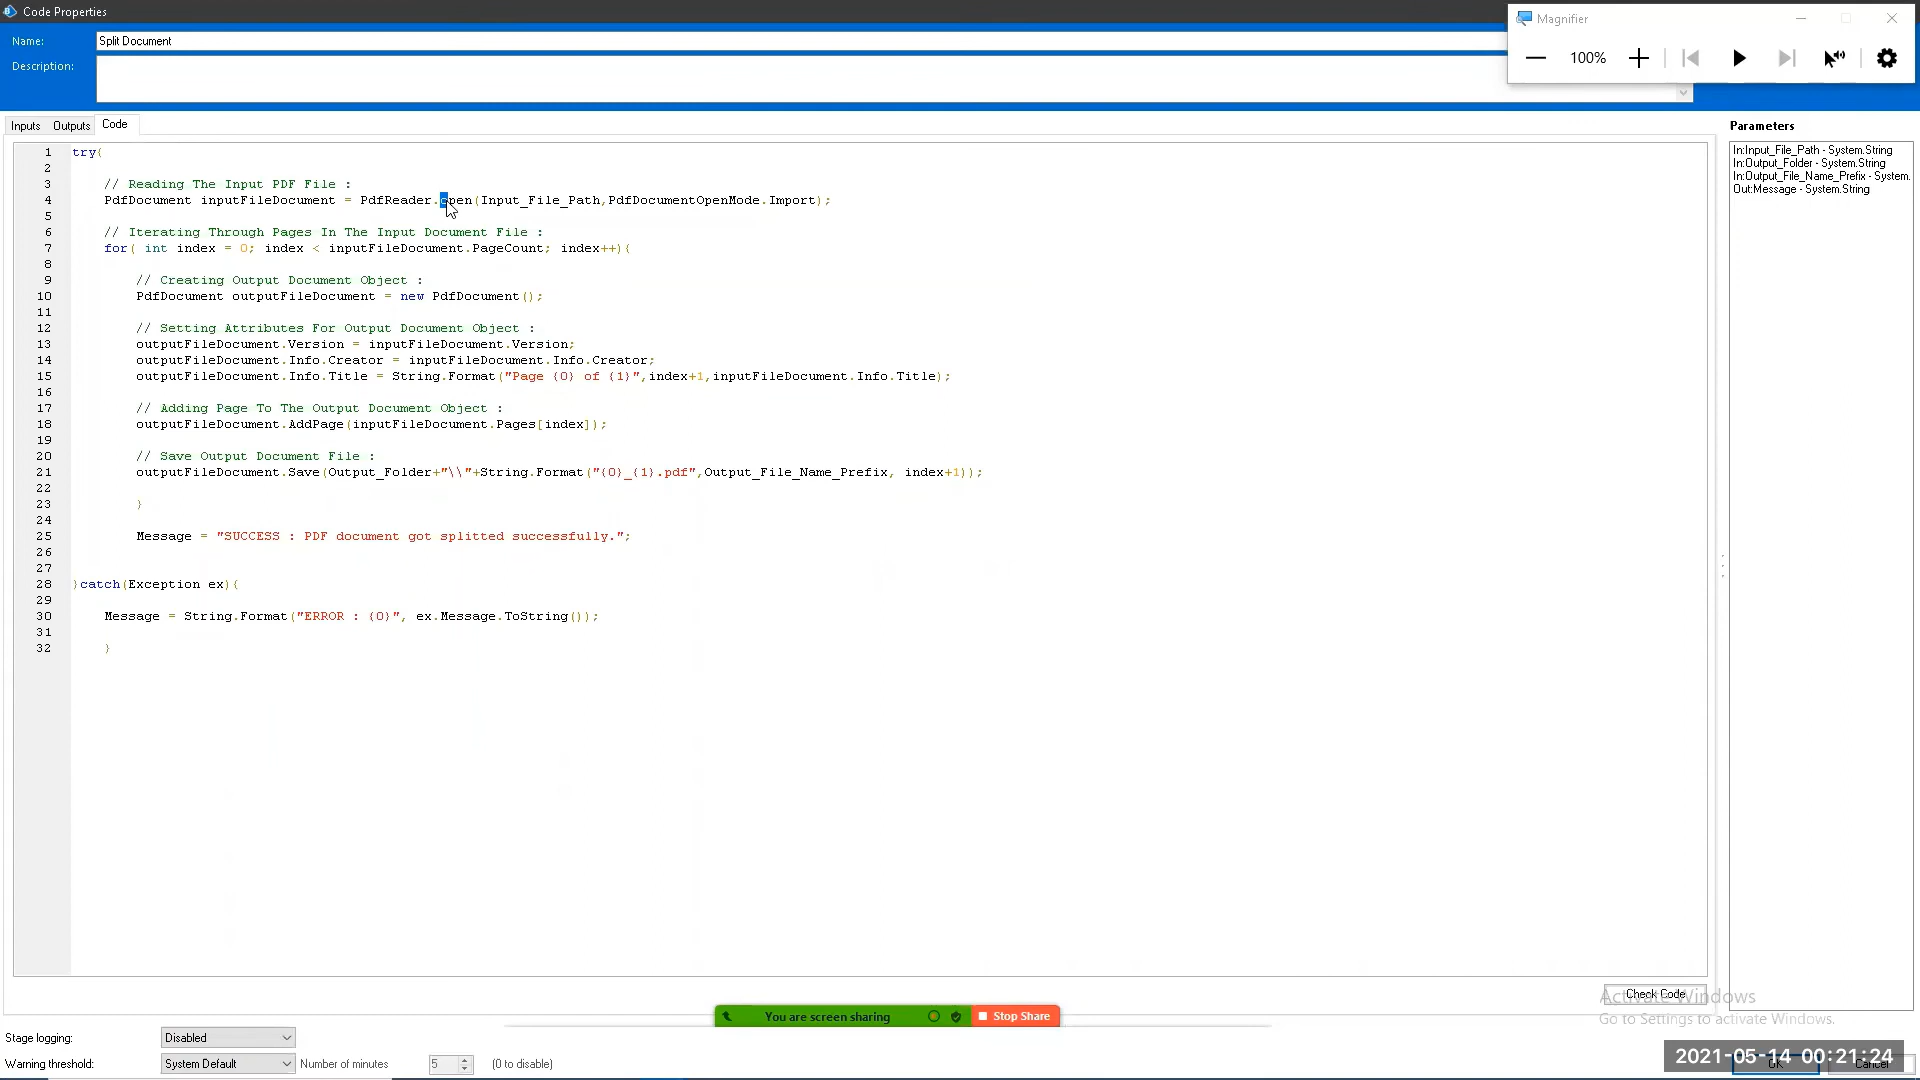 Code Properties
Magnifier
Name:
Split Document
Description:
100%
Inputs Outputs Code
Parameters
In:Input_File_Path - System.String
In:Output_Folder - System.String
In:Output_File_Name_Prefix - System.
Out:Message - System.String
1 try{
2
3 // Reading The Input PDF File :
4 PdfDocument inputFileDocument = PdfReader.open(Input_File_Path,PdfDocumentOpenMode.Import);
5
6 // Iterating Through Pages In The Input Document File :
7 for( int index = 0; index < inputFileDocument.PageCount; index++){
8
9 // Creating Output Document Object :
10 PdfDocument outputFileDocument = new PdfDocument();
11
12 // Setting Attributes For Output Document Object :
13 outputFileDocument.Version = inputFileDocument.Version;
14 outputFileDocument.Info.Creator = inputFileDocument.Info.Creator;
15 outputFileDocument.Info.Title = String.Format("Page {0} of {1}",index+1,inputFileDocument.Info.Title);
16
17 // Adding Page To The Output Document Object :
18 outputFileDocument.AddPage(inputFileDocument.Pages[index]);
19
20 // Save Output Document File :
21 outputFileDocument.Save(Output_Folder+"\\"+String.Format("{0}_{1}.pdf",Output_File_Name_Prefix, index+1));
22
23 }
24
25 Message = "SUCCESS : PDF document got splitted successfully.";
26
27
28 }catch(Exception ex){
29
30 Message = String.Format("ERROR : {0}", ex.Message.ToString());
31
32 }
Check Code
Activate Windows
Go to Settings to activate Windows.
You are screen sharing
Stop Share
Stage logging:
Disabled
Warning threshold:
System Default
Number of minutes
5
(0 to disable)
2021-05-14 00:21:24
OK
Cancel